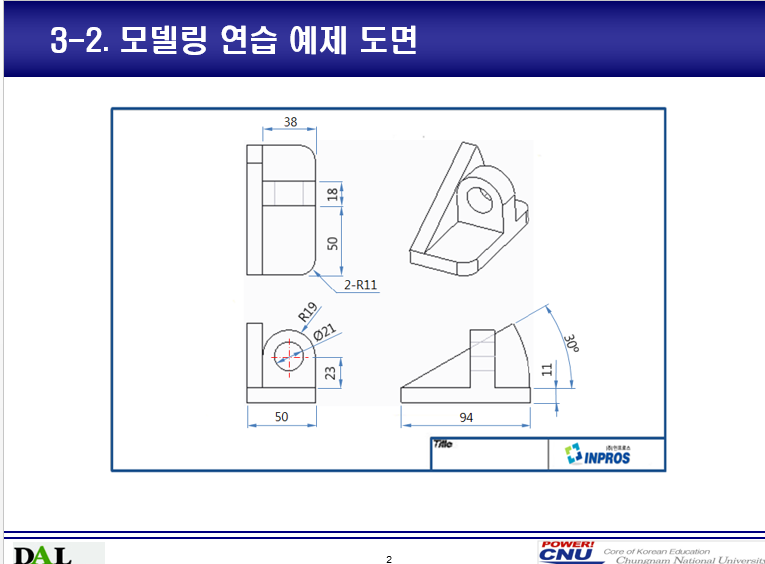 3-2. 모델링 연습 예제 도면
38
18
50
2-R11
R19
Ø21
23
50
30°
11
94
Title
(주)인프로스
INPROS
DAL
2
POWER!
CNU
Core of Korean Education
Chungnam National University